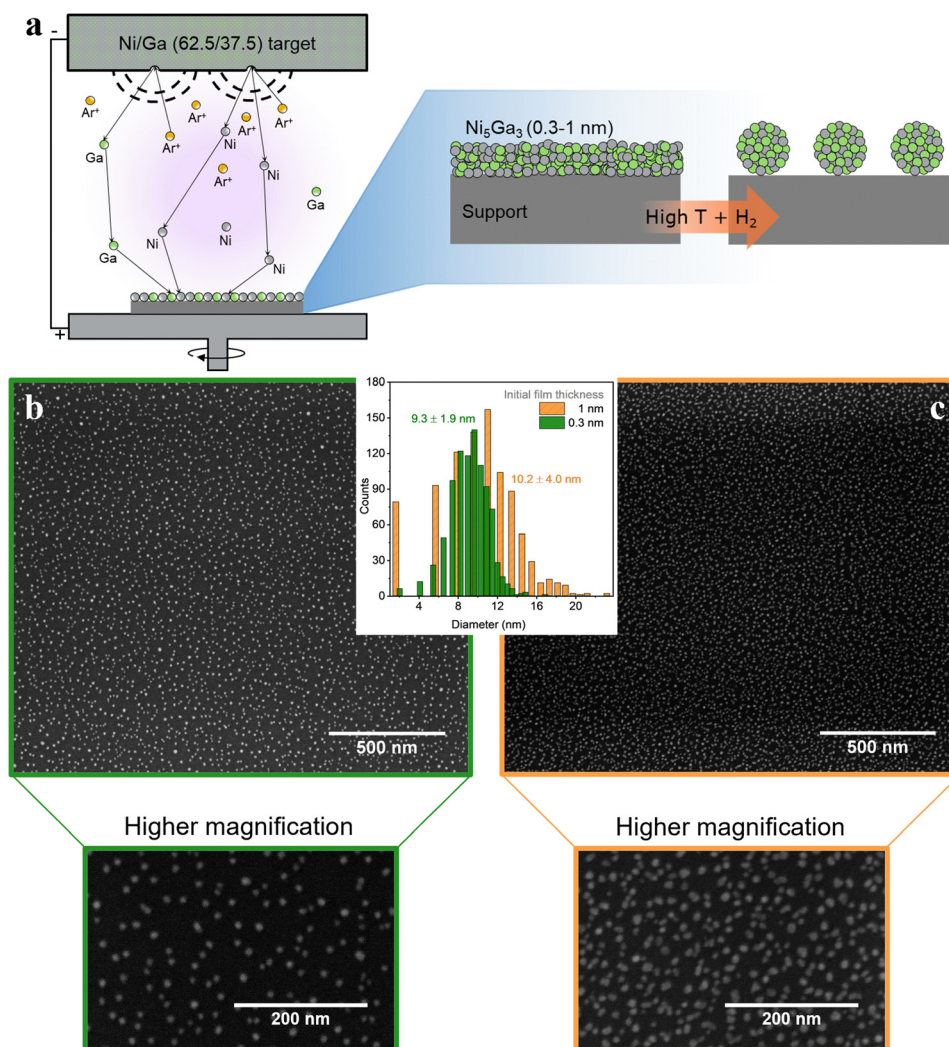 a
-
Ni/Ga (62.5/37.5) target
Ar⁺
Ar⁺
Ar⁺
Ar⁺
Ar⁺
Ar⁺
Ga
Ni
Ni
Ga
Ni
Ni
Ga
Ni
+
Ni₅Ga₃ (0.3-1 nm)
Support
High T + H₂
b
500 nm
180
150
120
90
60
30
0
Counts
4
8
12
16
20
Diameter (nm)
Initial film thickness
1 nm
0.3 nm
9.3 ± 1.9 nm
10.2 ± 4.0 nm
c
500 nm
Higher magnification
200 nm
Higher magnification
200 nm